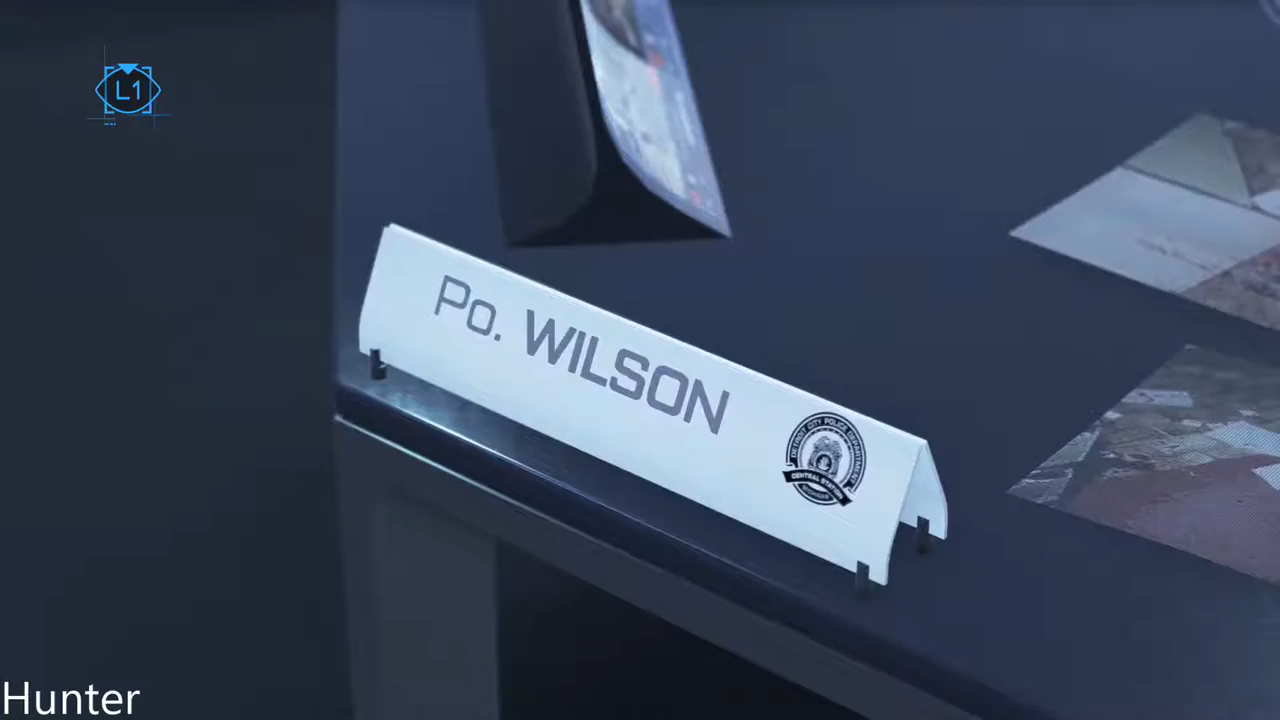 L1
Po. WILSON
DETROIT CITY POLICE DEPARTMENT
CENTRAL STATION
Hunter